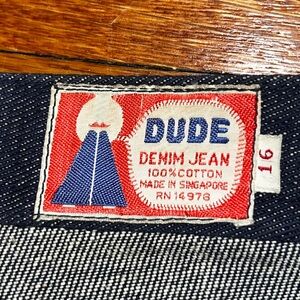 DUDE
DENIM JEAN
100% COTTON
MADE IN SINGAPORE
RN 14978
16